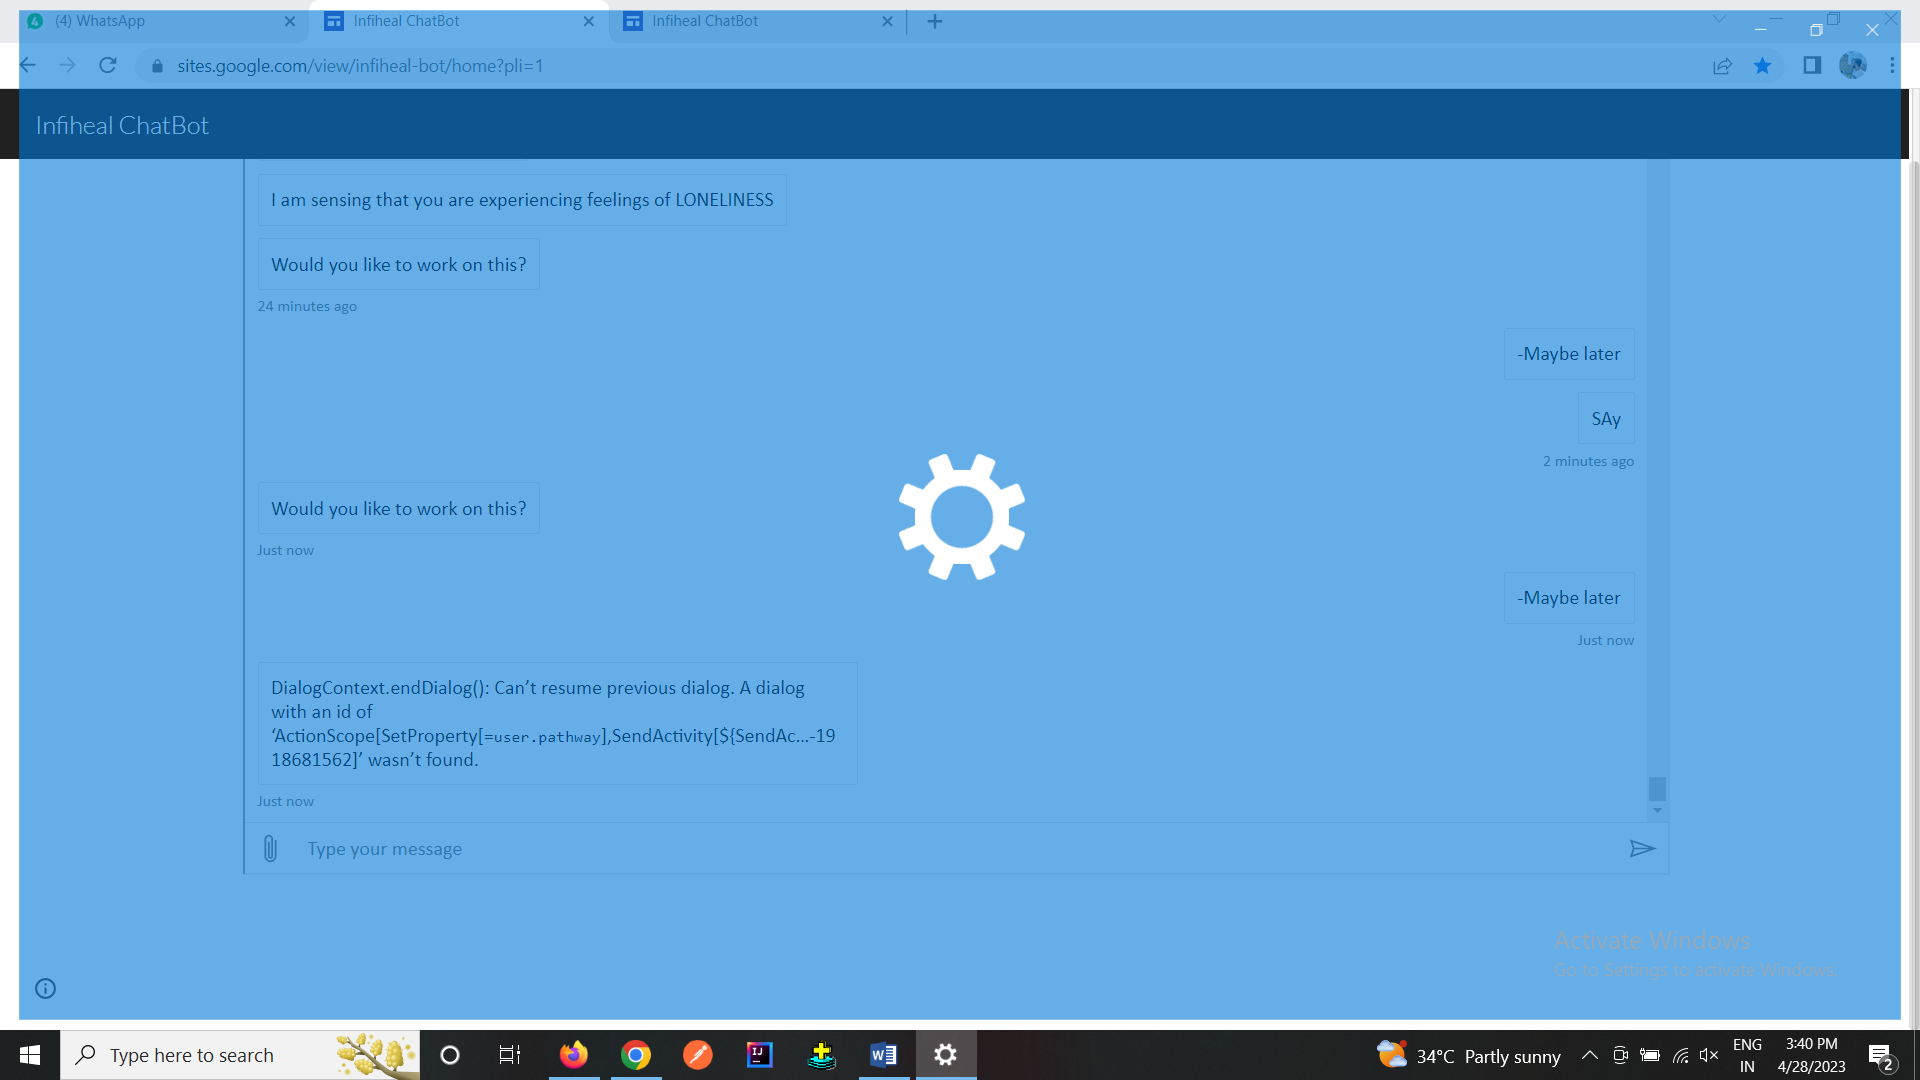 (4) WhatsApp
Infiheal ChatBot
Infiheal ChatBot
sites.google.com/view/infiheal-bot/home?pli=1
Infiheal ChatBot
I am sensing that you are experiencing feelings of LONELINESS
Would you like to work on this?
24 minutes ago
-Maybe later
SAy
2 minutes ago
Would you like to work on this?
Just now
-Maybe later
Just now
DialogContext.endDialog(): Can’t resume previous dialog. A dialog
with an id of
‘ActionScope[SetProperty[=user.pathway],SendActivity[${SendAc...-19
18681562]’ wasn’t found.
Just now
Type your message
Activate Windows
Go to Settings to activate Windows.
Type here to search
34°C Partly sunny
ENG
IN
3:40 PM
4/28/2023
2